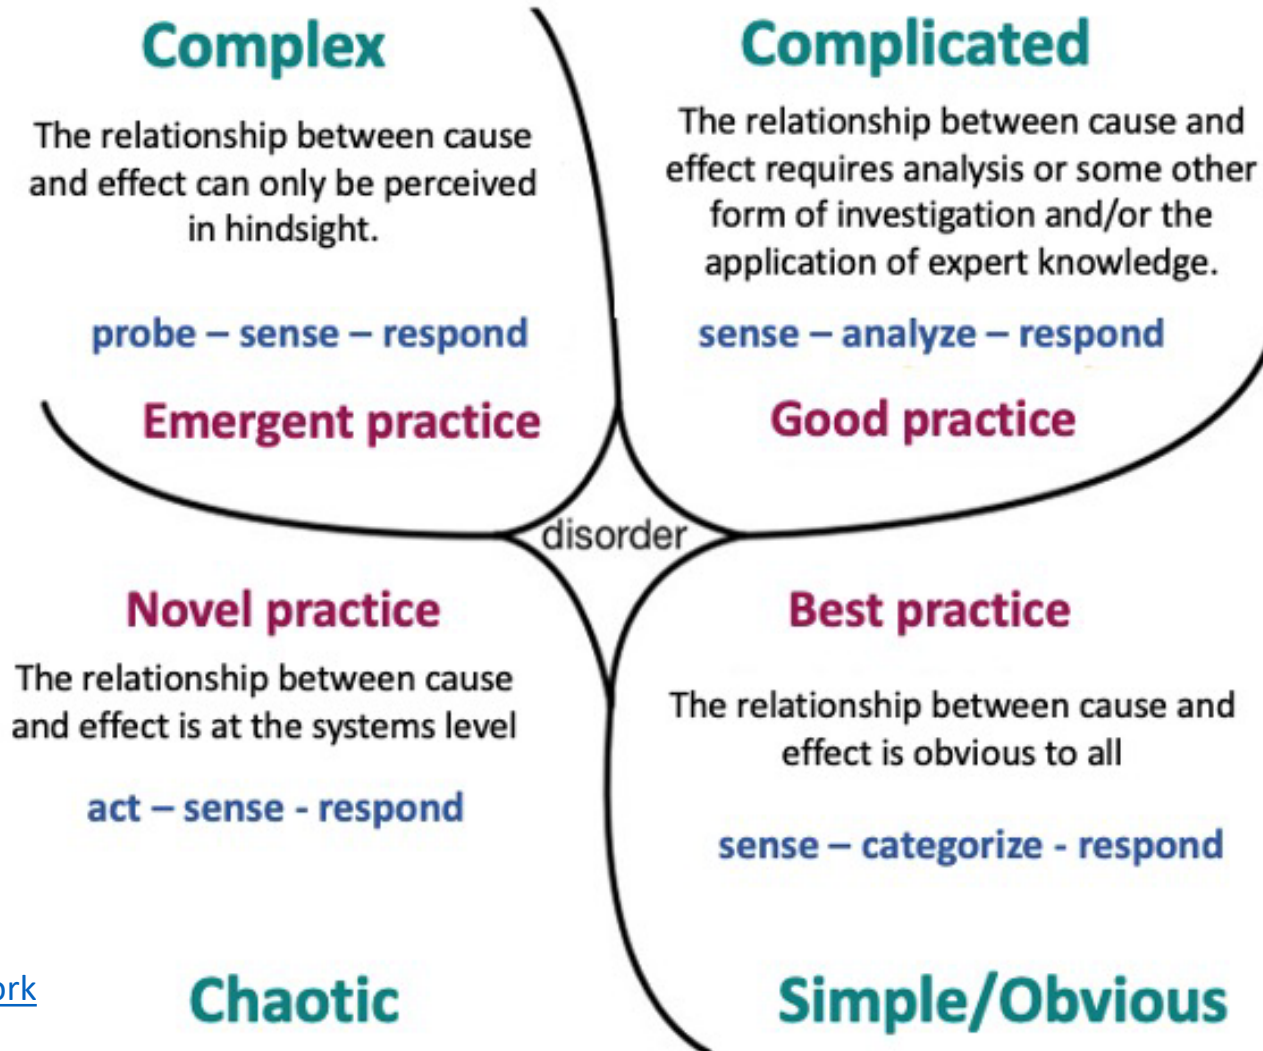 Complex
The relationship between cause
and effect can only be perceived
in hindsight.
probe – sense – respond
Emergent practice
Complicated
The relationship between cause and
effect requires analysis or some other
form of investigation and/or the
application of expert knowledge.
sense – analyze – respond
Good practice
disorder
Novel practice
The relationship between cause
and effect is at the systems level
act – sense - respond
Chaotic
Best practice
The relationship between cause and
effect is obvious to all
sense – categorize - respond
Simple/Obvious
ork